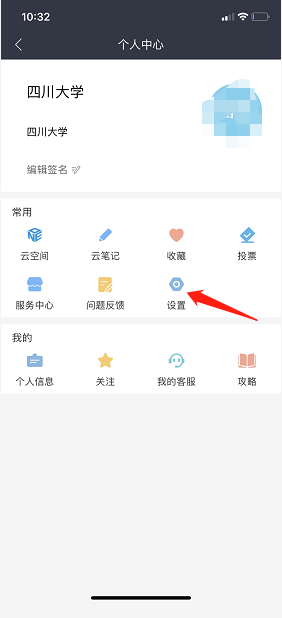 10:32
个人中心
四川大学
四川大学
编辑签名
常用
云空间 云笔记 收藏 投票
服务中心 问题反馈 设置
我的
个人信息 关注 我的客服 攻略